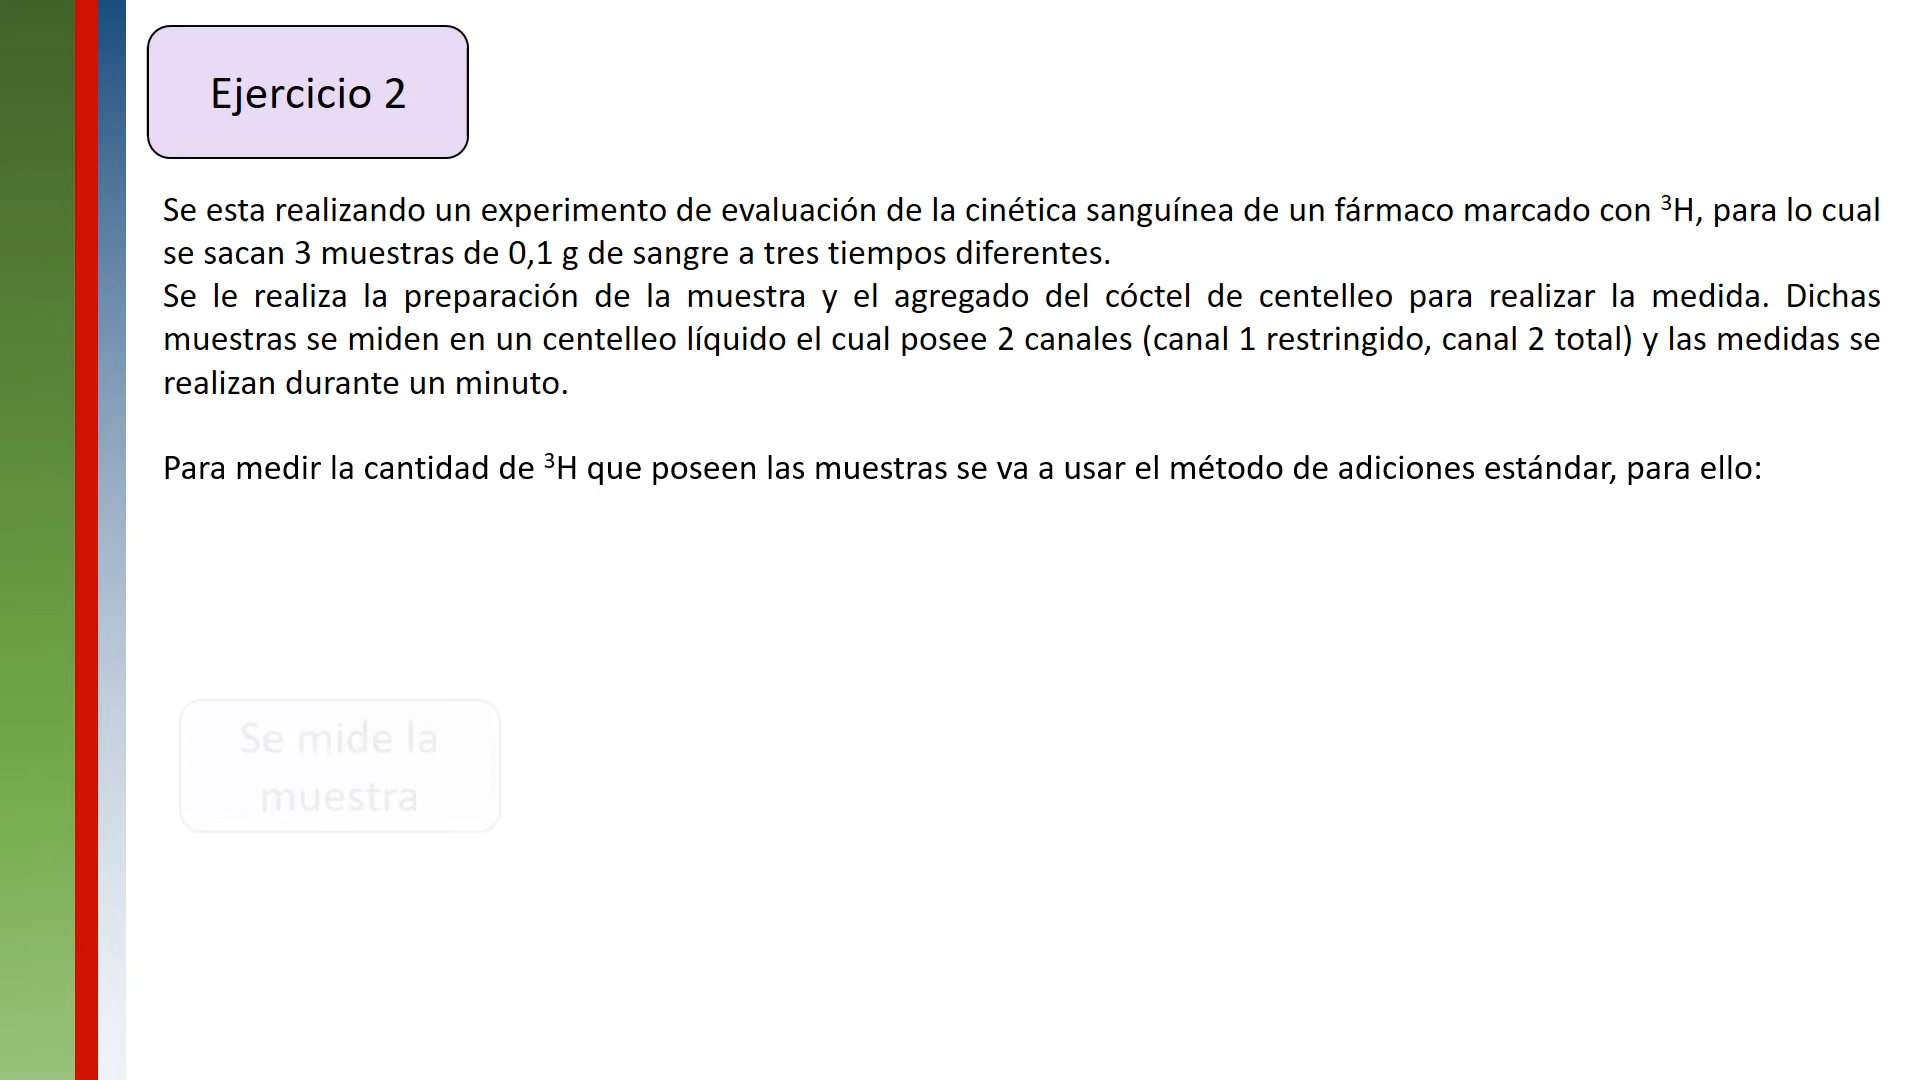 Ejercicio 2
Se esta realizando un experimento de evaluación de la cinética sanguínea de un fármaco marcado con ³H, para lo cual
se sacan 3 muestras de 0,1 g de sangre a tres tiempos diferentes.
Se le realiza la preparación de la muestra y el agregado del cóctel de centelleo para realizar la medida. Dichas
muestras se miden en un centelleo líquido el cual posee 2 canales (canal 1 restringido, canal 2 total) y las medidas se
realizan durante un minuto.
Para medir la cantidad de ³H que poseen las muestras se va a usar el método de adiciones estándar, para ello:
Se mide la
muestra